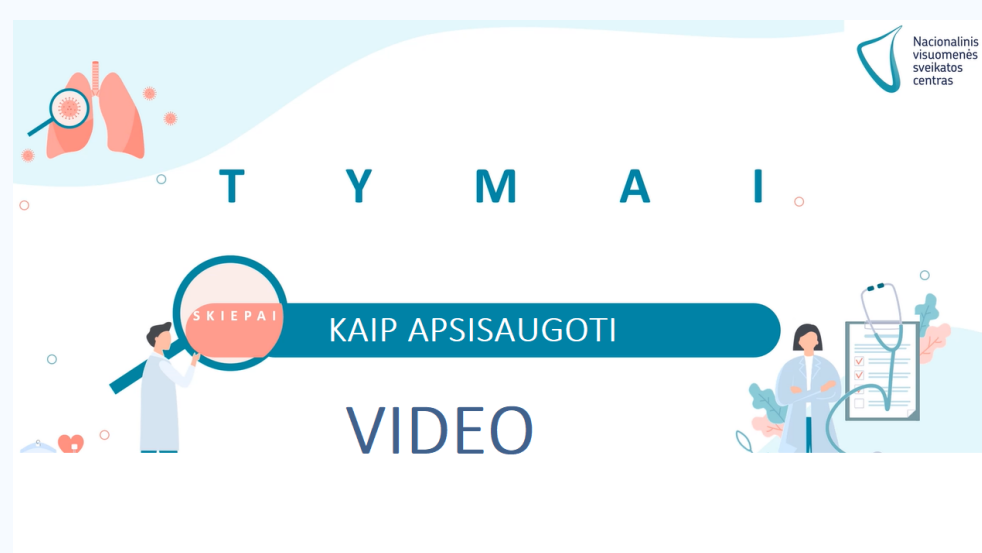 Nacionalinis
visuomenės
sveikatos
centras
T Y M A I
SKIEPAI
KAIP APSISAUGOTI
VIDEO